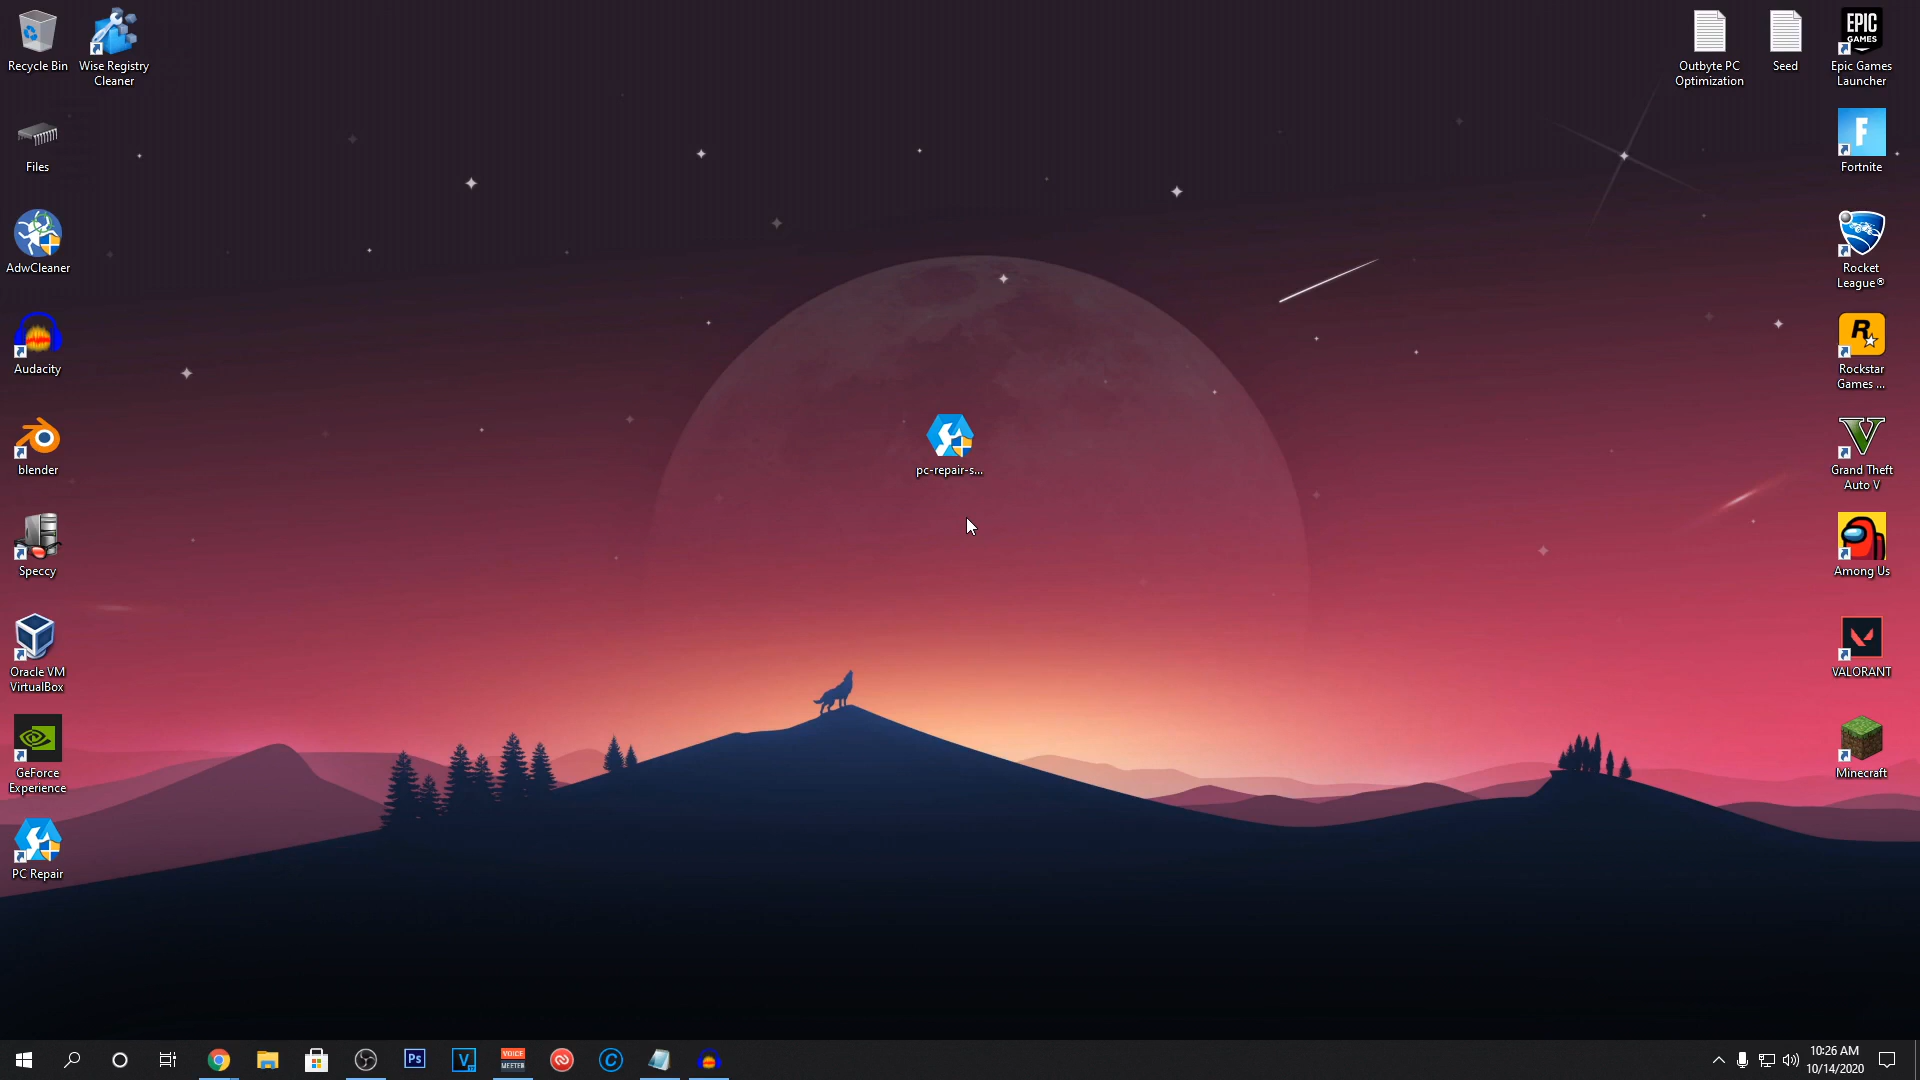 Recycle Bin
Wise Registry
Cleaner
Files
AdwCleaner
Audacity
blender
Speccy
Oracle VM
VirtualBox
GeForce
Experience
PC Repair
pc-repair-s...
Outbyte PC
Optimization
Seed
EPIC
GAMES
Epic Games
Launcher
F
Fortnite
Rocket
League®
R
Rockstar
Games ...
V
Grand Theft
Auto V
Among Us
VALORANT
Minecraft
Ps
V
VOICE
MEETER
C
10:26 AM
10/14/2020